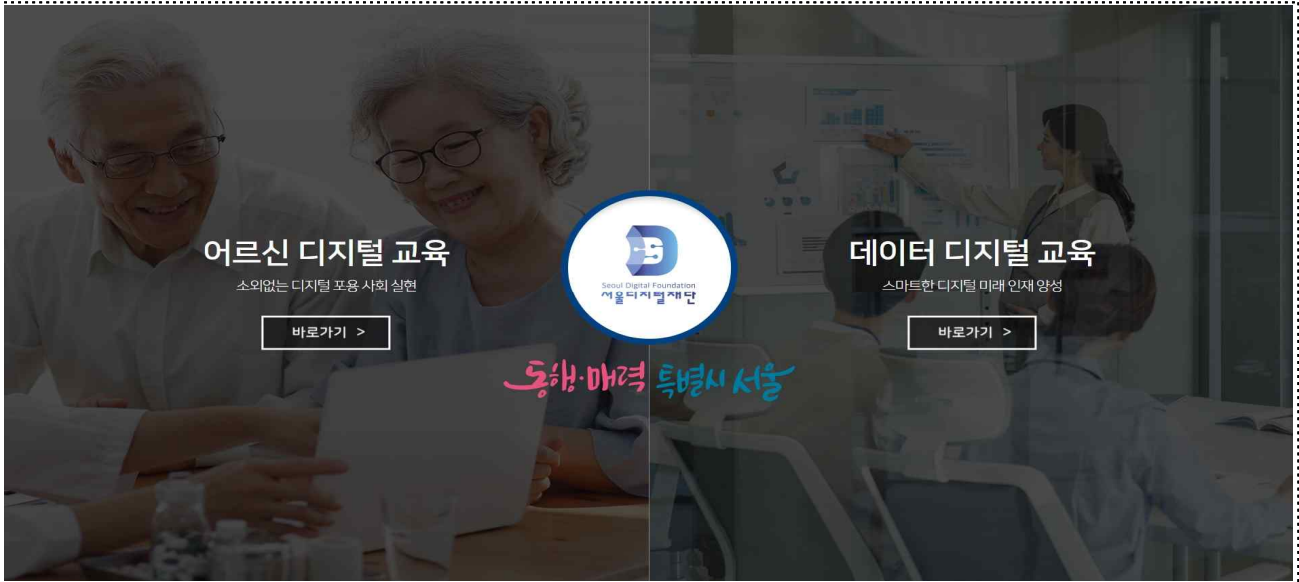 어르신 디지털 교육
소외없는 디지털 포용 사회 실현
바로가기 >
Seoul Digital Foundation
서울디지털재단
동행·매력 특별시 서울
데이터 디지털 교육
스마트한 디지털 미래 인재 양성
바로가기 >